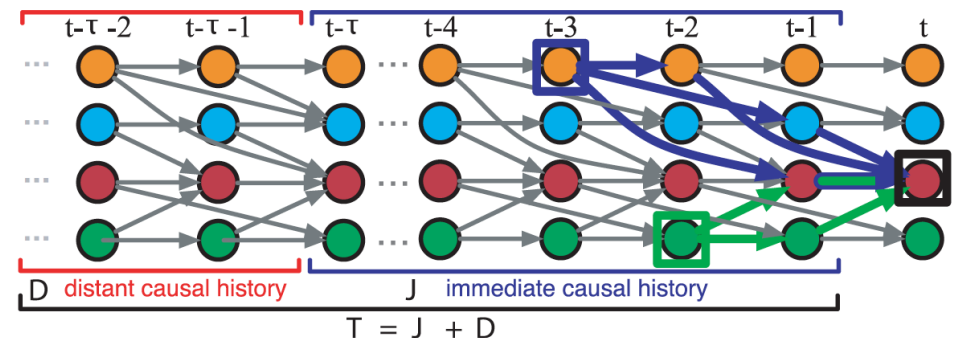 t-τ -2 t-τ -1 t-τ t-4 t-3 t-2 t-1 t
... ...
... ...
... ...
... ...
D distant causal history J immediate causal history
T = J + D